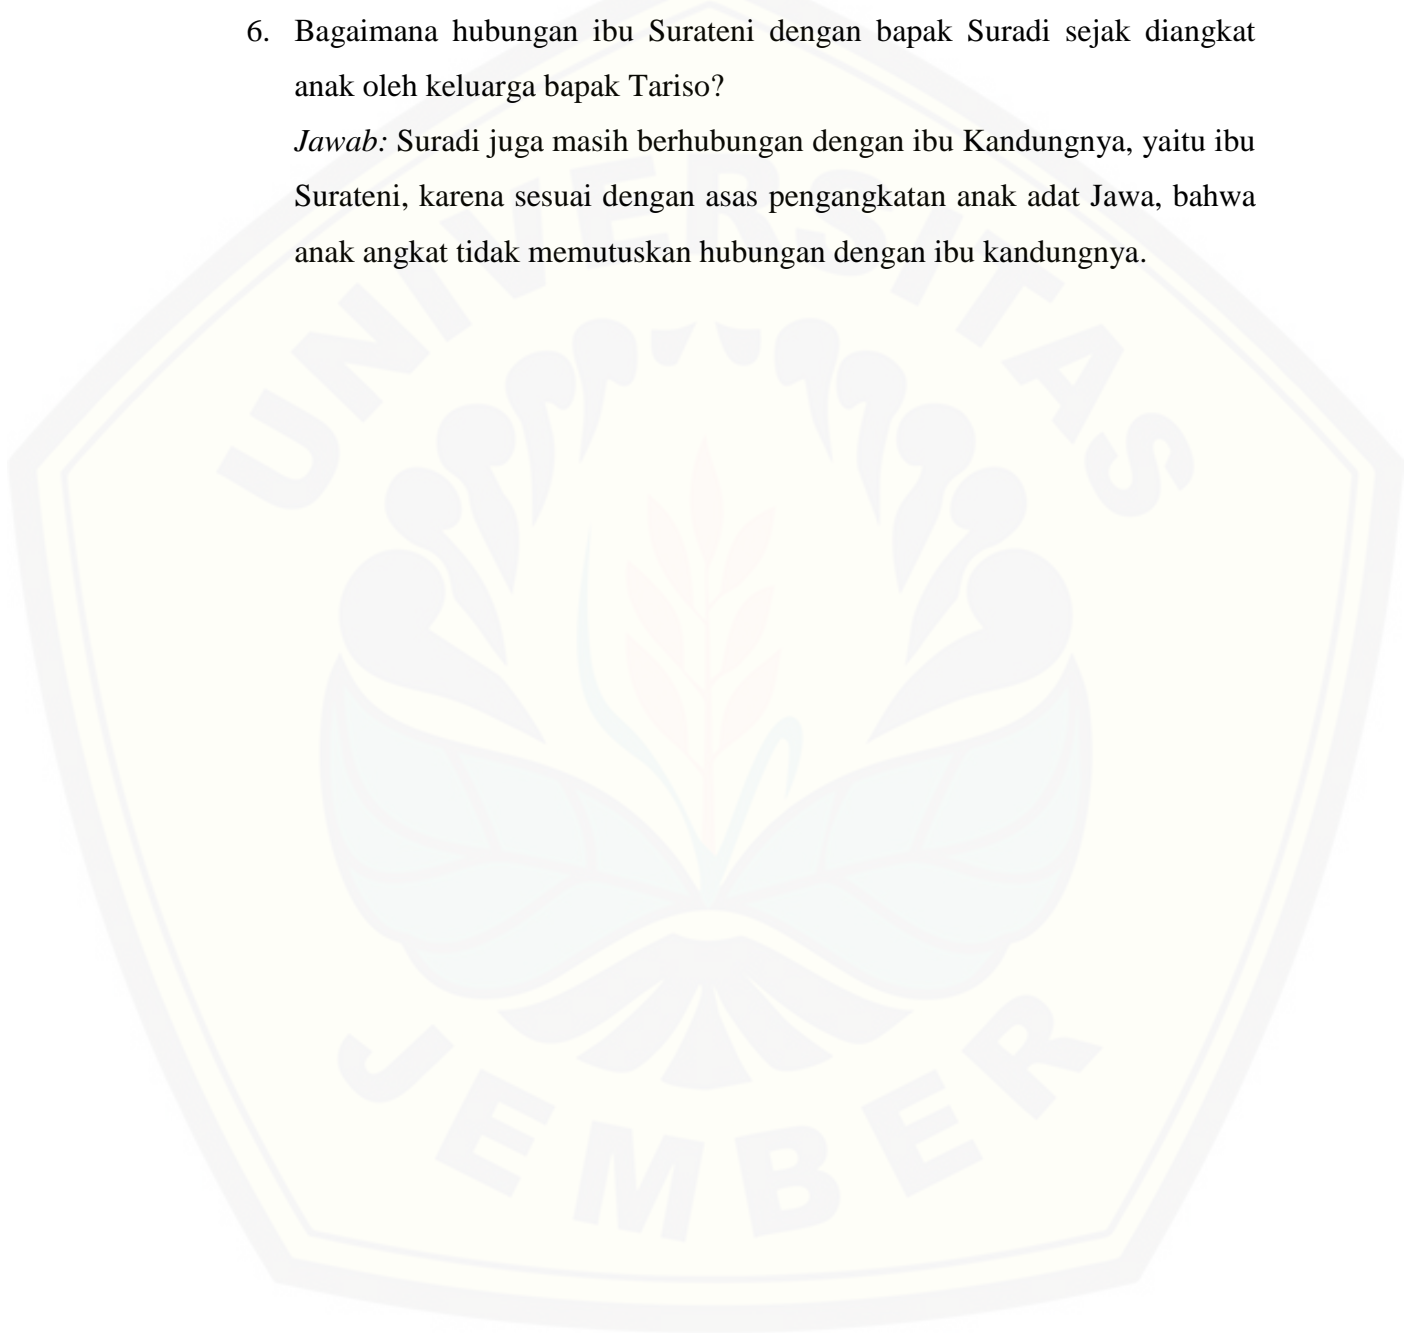 6. Bagaimana hubungan ibu Surateni dengan bapak Suradi sejak diangkat
anak oleh keluarga bapak Tariso?
Jawab: Suradi juga masih berhubungan dengan ibu Kandungnya, yaitu ibu
Surateni, karena sesuai dengan asas pengangkatan anak adat Jawa, bahwa
anak angkat tidak memutuskan hubungan dengan ibu kandungnya.
UNIVERSITAS
JEMBER